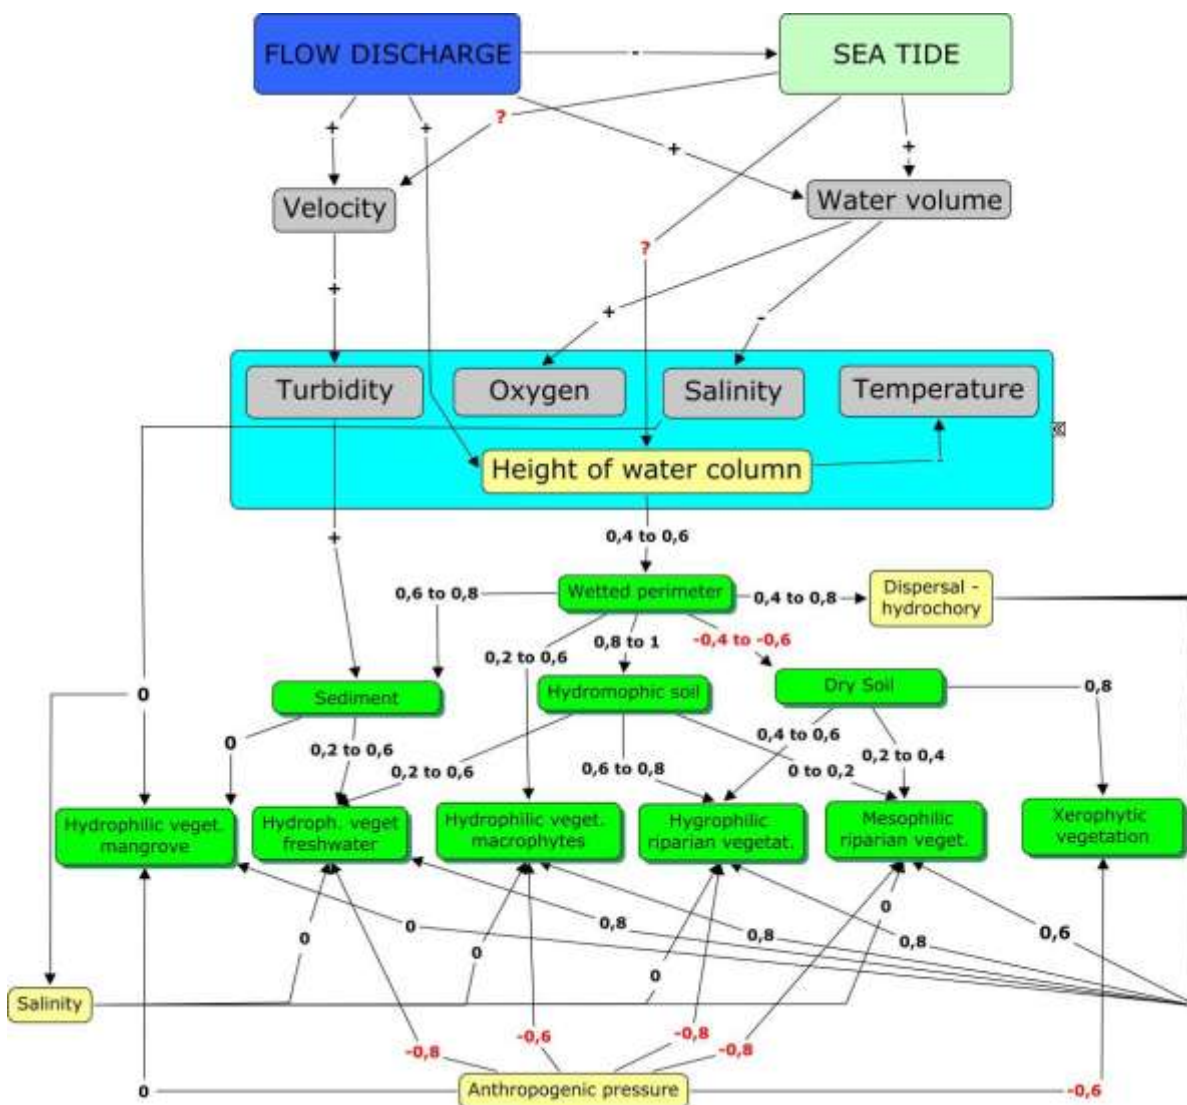 FLOW DISCHARGE
-
SEA TIDE
+
+
?
+
+
Velocity
Water volume
?
+
+
-
Turbidity
Oxygen
Salinity
Temperature
Height of water column
-
+
0,4 to 0,6
0,6 to 0,8
Wetted perimeter
0,4 to 0,8
Dispersal -
hydrochory
0,2 to 0,6
0,8 to 1
-0,4 to -0,6
0
Sediment
Hydromophic soil
Dry Soil
0,8
0
0,2 to 0,6
0,2 to 0,6
0,6 to 0,8
0,4 to 0,6
0 to 0,2
0,2 to 0,4
Hydrophilic veget.
mangrove
Hydroph. veget
freshwater
Hydrophilic veget.
macrophytes
Hygrophilic
riparian vegetat.
Mesophilic
riparian veget.
Xerophytic
vegetation
0
0
0
0,8
0,8
0,8
0,6
0
0
Salinity
-0,8
-0,6
-0,8
-0,8
0
Anthropogenic pressure
-0,6